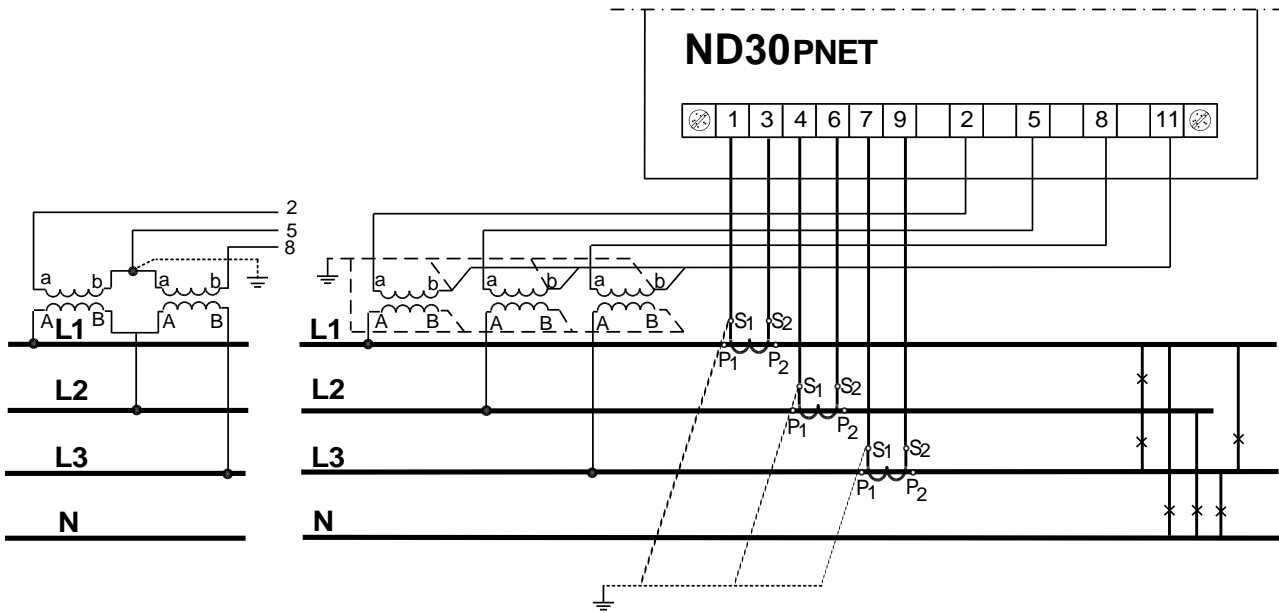 ND30PNET
1 3 4 6 7 9 2 5 8 11
2
5
8
a b a b a b a b a b
A B A B A B A B A B
L1 L1 S1 S2
P1 P2
L2 L2 S1 S2
P1 P2
L3 L3 S1 S2
P1 P2
N N